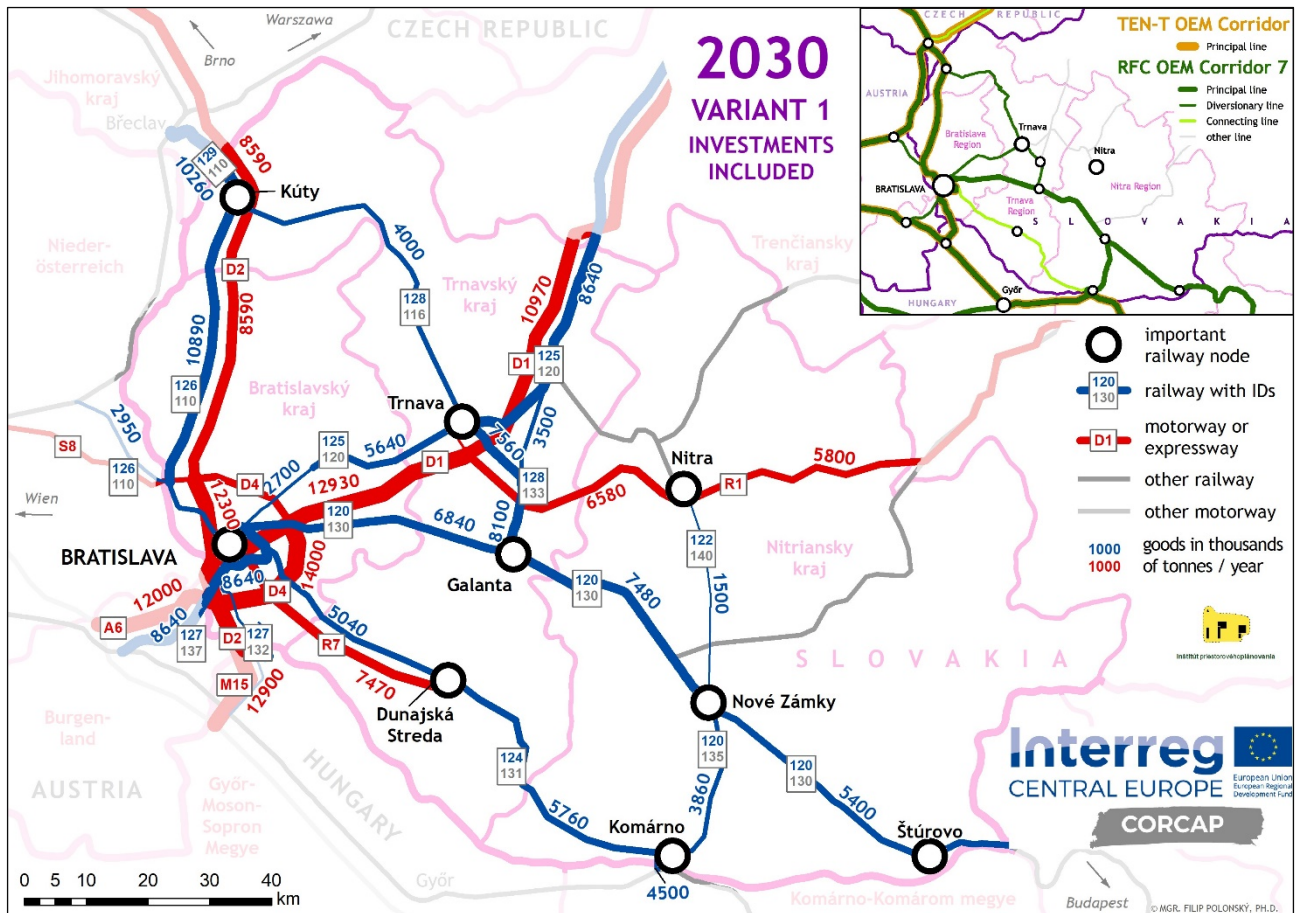 Warszawa
Brno
CZECH REPUBLIC
Jihomoravský
kraj
Břeclav
2030
VARIANT 1
INVESTMENTS
INCLUDED
CZECH REPUBLIC
AUSTRIA
Bratislava
Region
Trnava
Nitra
Nitra Region
BRATISLAVA
Trnava
Region
SLOVAKIA
Győr
HUNGARY
TEN-T OEM Corridor
Principal line
RFC OEM Corridor 7
Principal line
Diversionary line
Connecting line
other line
129
110
8590
10260
Kúty
4000
Nieder-
österreich
D2
8590
128
116
Trnavský
kraj
10970
8640
Trenčiansky
kraj
10890
D1
125
120
126
110
Bratislavský
kraj
Trnava
2950
125
120
5640
7560
3500
S8
D1
126
110
D4
2700
12930
128
133
6580
Nitra
R1
5800
Wien
12300
120
130
6840
8100
BRATISLAVA
14000
Galanta
122
140
Nitriansky
kraj
8640
D4
120
130
7480
1500
12000
A6
8640
5040
127
137
D2
127
132
R7
7470
M15
12900
SLOVAKIA
Dunajská
Streda
Nové Zámky
Burgen-
land
AUSTRIA
HUNGARY
Győr-
Moson-
Sopron
Megye
124
131
120
135
120
130
3860
5760
5400
Komárno
Štúrovo
4500
Győr
Komárno-Komárom megye
Budapest
important
railway node
120
130
railway with IDs
D1
motorway or
expressway
other railway
other motorway
1000
1000
goods in thousands
of tonnes / year
Inštitút priestorového plánovania
Interreg
CENTRAL EUROPE
European Union
European Regional
Development Fund
CORCAP
0 5 10 20 30 40
km
© MGR. FILIP POLONSKÝ, PH.D.